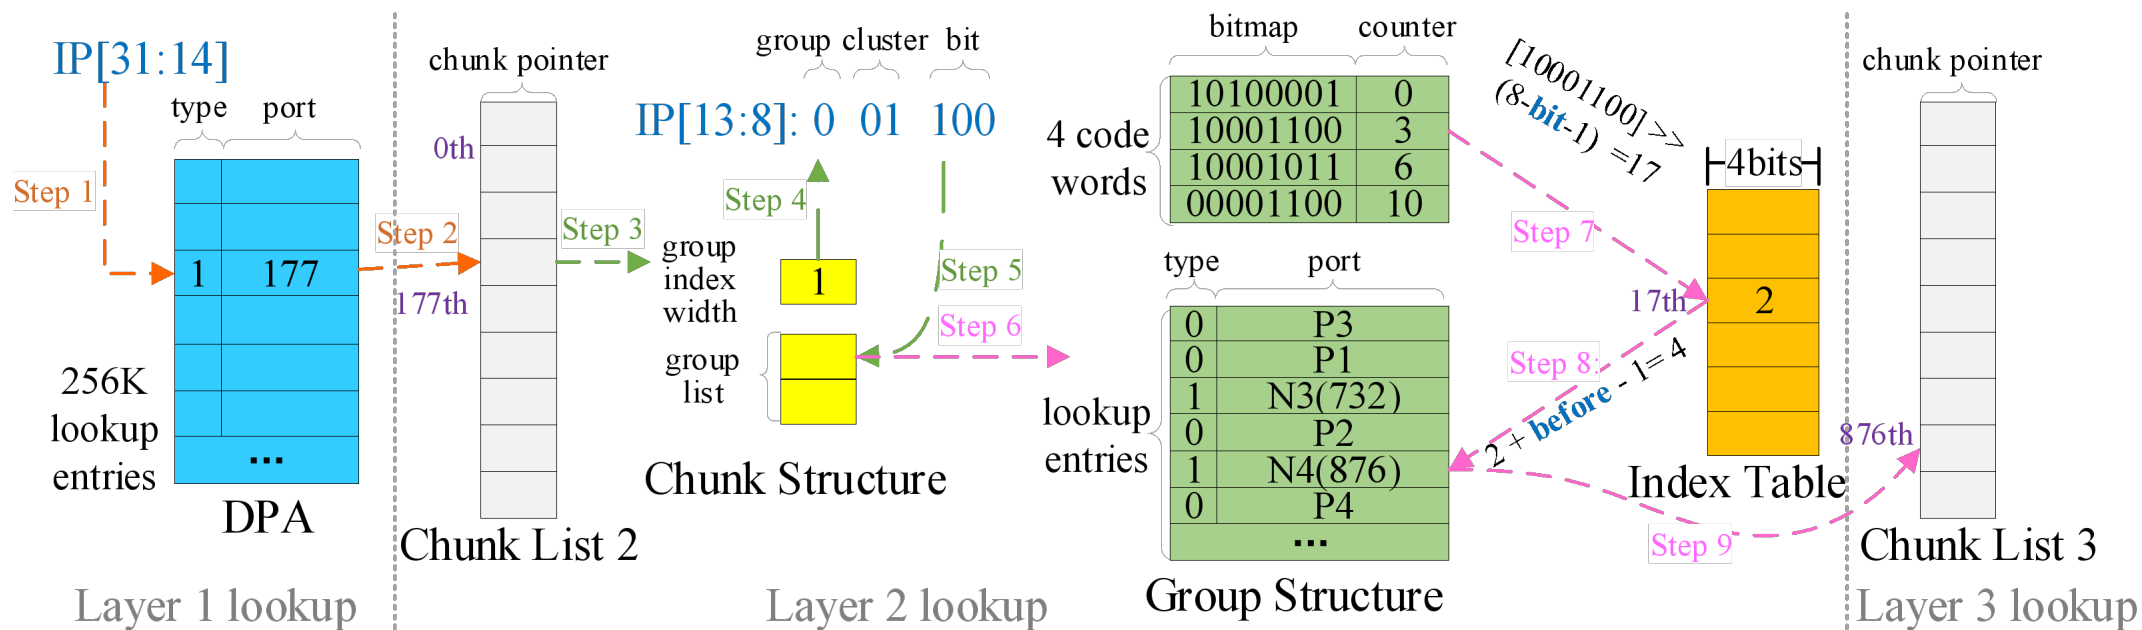 IP[31:14]
type port
Step 1
1 177
256K
lookup
entries
...
DPA
Layer 1 lookup
Step 2
chunk pointer
0th
177th
Chunk List 2
Step 3
group cluster bit
IP[13:8]: 0 01 100
Step 4
group
index
width
1
Step 5
Step 6
group
list
Chunk Structure
Layer 2 lookup
bitmap counter
4 code
words
10100001 0
10001100 3
10001011 6
00001100 10
type port
lookup
entries
0 P3
0 P1
1 N3(732)
0 P2
1 N4(876)
0 P4
...
Group Structure
[10001100] >>
(8-bit-1) =17
Step 7
4bits
17th
2
Step 8:
2 + before - 1= 4
Index Table
Step 9
chunk pointer
876th
Chunk List 3
Layer 3 lookup